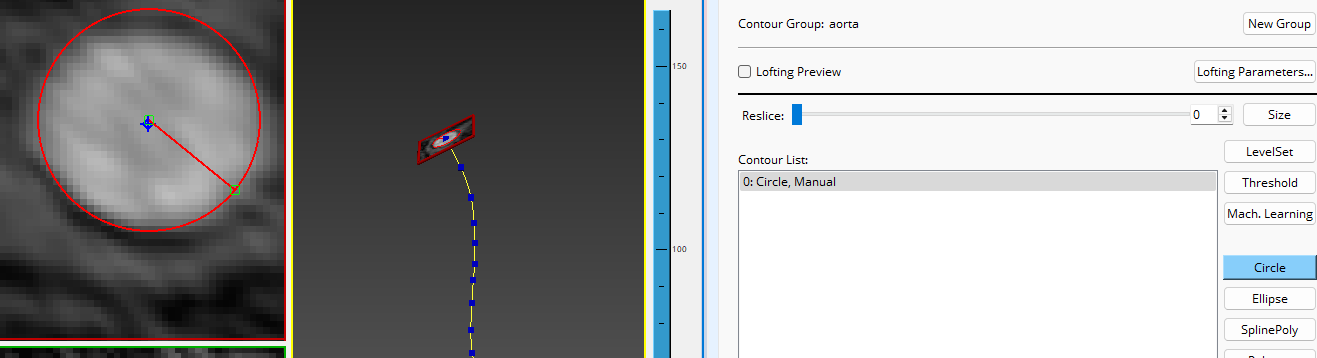 Contour Group: aorta
New Group
Lofting Preview
Lofting Parameters...
150
Reslice:
0
Size
Contour List:
LevelSet
0: Circle, Manual
Threshold
Mach. Learning
100
Circle
Ellipse
SplinePoly